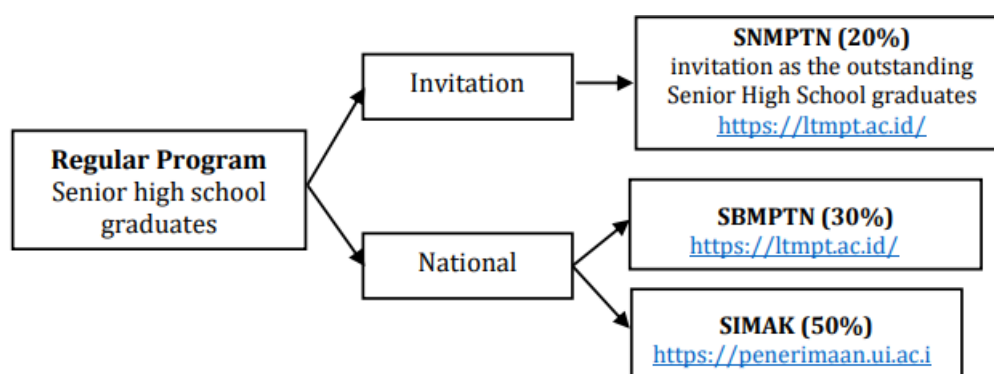 Regular Program
Senior high school
graduates
Invitation
SNMPTN (20%)
invitation as the outstanding
Senior High School graduates
https://ltmpt.ac.id/
National
SBMPTN (30%)
https://ltmpt.ac.id/
SIMAK (50%)
https://penerimaan.ui.ac.i